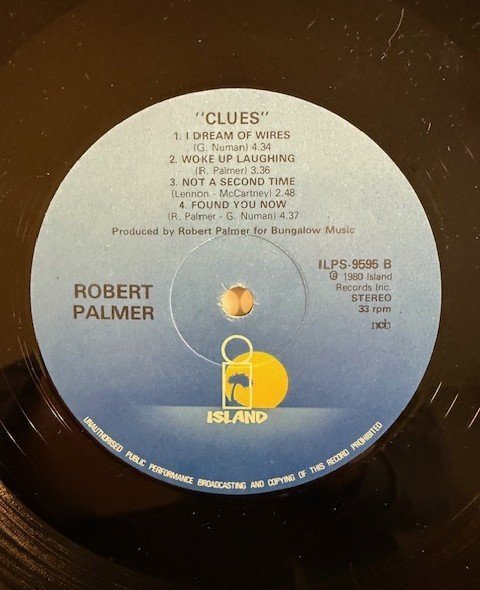 "CLUES"
1. I DREAM OF WIRES
(G. Numan) 4.34
2. WOKE UP LAUGHING
(R. Palmer) 3.36
3. NOT A SECOND TIME
(Lennon - McCartney) 2.48
4. FOUND YOU NOW
(R. Palmer - G. Numan) 4.37
Produced by Robert Palmer for Bungalow Music
ROBERT
PALMER
ILPS-9595 B
℗ 1980 Island
Records Inc.
STEREO
33 rpm
ncb
ISLAND
UNAUTHORISED PUBLIC PERFORMANCE BROADCASTING AND COPYING OF THIS RECORD PROHIBITED